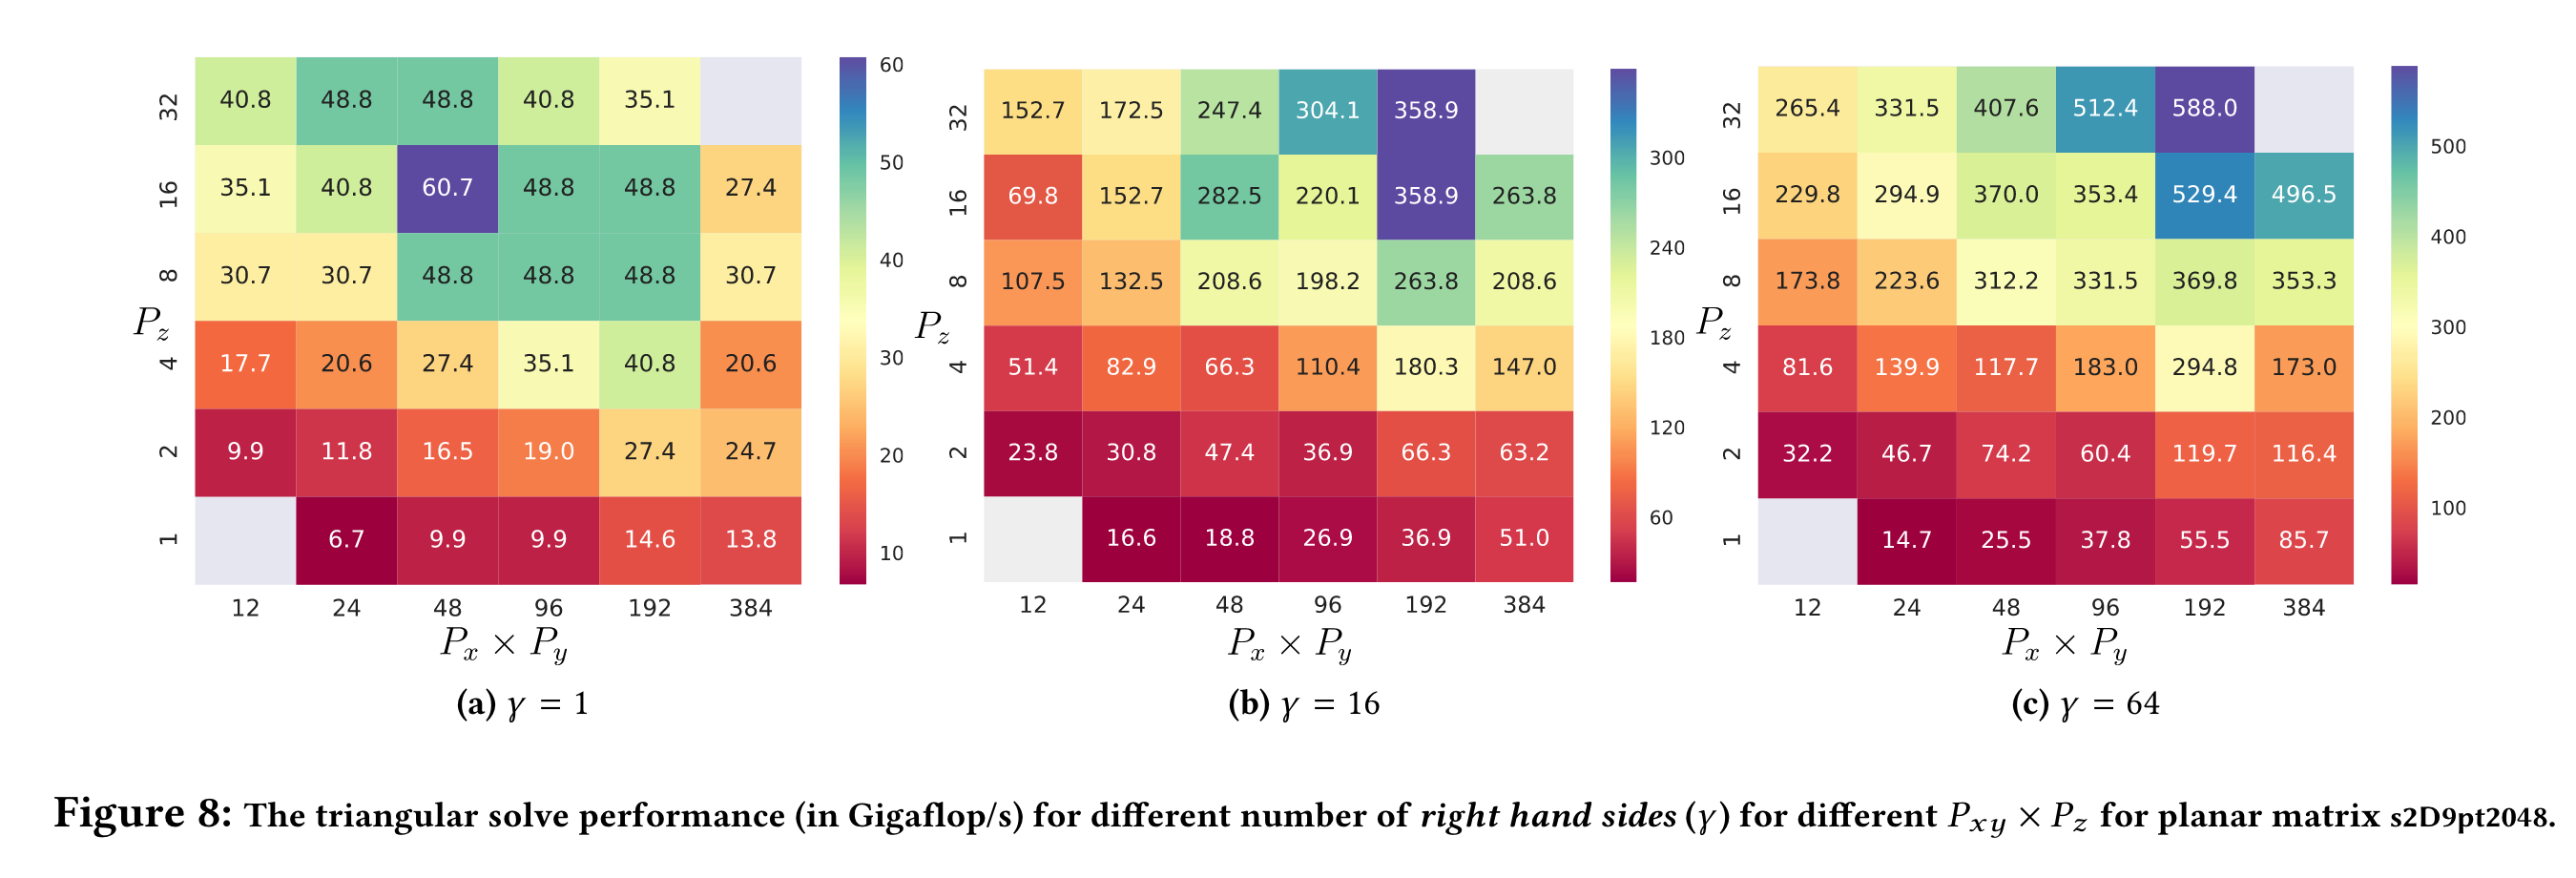 32 40.8 48.8 48.8 40.8 35.1
16 35.1 40.8 60.7 48.8 48.8 27.4
8 30.7 30.7 48.8 48.8 48.8 30.7
P_z
4 17.7 20.6 27.4 35.1 40.8 20.6
2 9.9 11.8 16.5 19.0 27.4 24.7
1 6.7 9.9 9.9 14.6 13.8
12 24 48 96 192 384
P_x × P_y
60
50
40
30
20
10
(a) γ = 1
32 152.7 172.5 247.4 304.1 358.9
16 69.8 152.7 282.5 220.1 358.9 263.8
8 107.5 132.5 208.6 198.2 263.8 208.6
P_z
4 51.4 82.9 66.3 110.4 180.3 147.0
2 23.8 30.8 47.4 36.9 66.3 63.2
1 16.6 18.8 26.9 36.9 51.0
12 24 48 96 192 384
P_x × P_y
300
240
180
120
60
(b) γ = 16
32 265.4 331.5 407.6 512.4 588.0
16 229.8 294.9 370.0 353.4 529.4 496.5
8 173.8 223.6 312.2 331.5 369.8 353.3
P_z
4 81.6 139.9 117.7 183.0 294.8 173.0
2 32.2 46.7 74.2 60.4 119.7 116.4
1 14.7 25.5 37.8 55.5 85.7
12 24 48 96 192 384
P_x × P_y
500
400
300
200
100
(c) γ = 64
Figure 8: The triangular solve performance (in Gigaflop/s) for different number of right hand sides (γ) for different P_xy × P_z for planar matrix s2D9pt2048.